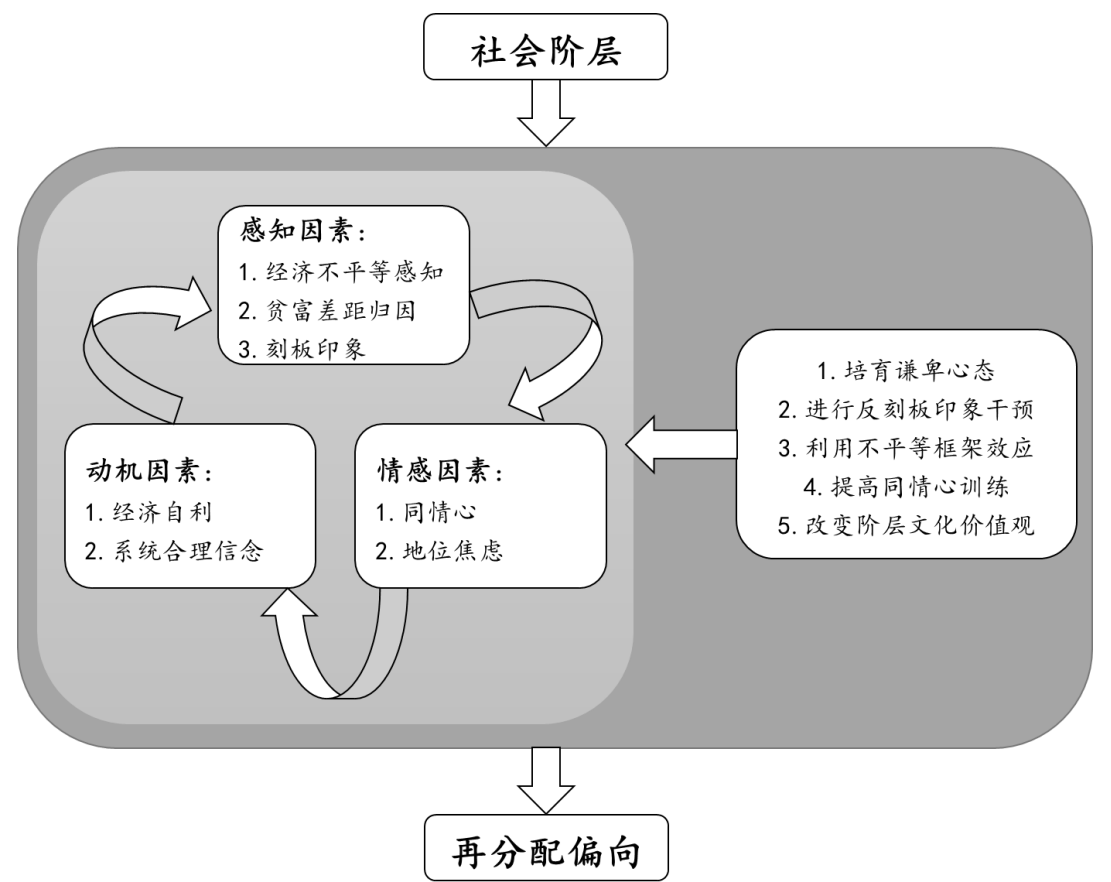 社会阶层
感知因素:
1.经济不平等感知
2.贫富差距归因
3.刻板印象
动机因素:
1.经济自利
2.系统合理信念
情感因素:
1.同情心
2.地位焦虑
1.培育谦卑心态
2.进行反刻板印象干预
3.利用不平等框架效应
4.提高同情心训练
5.改变阶层文化价值观
再分配偏向